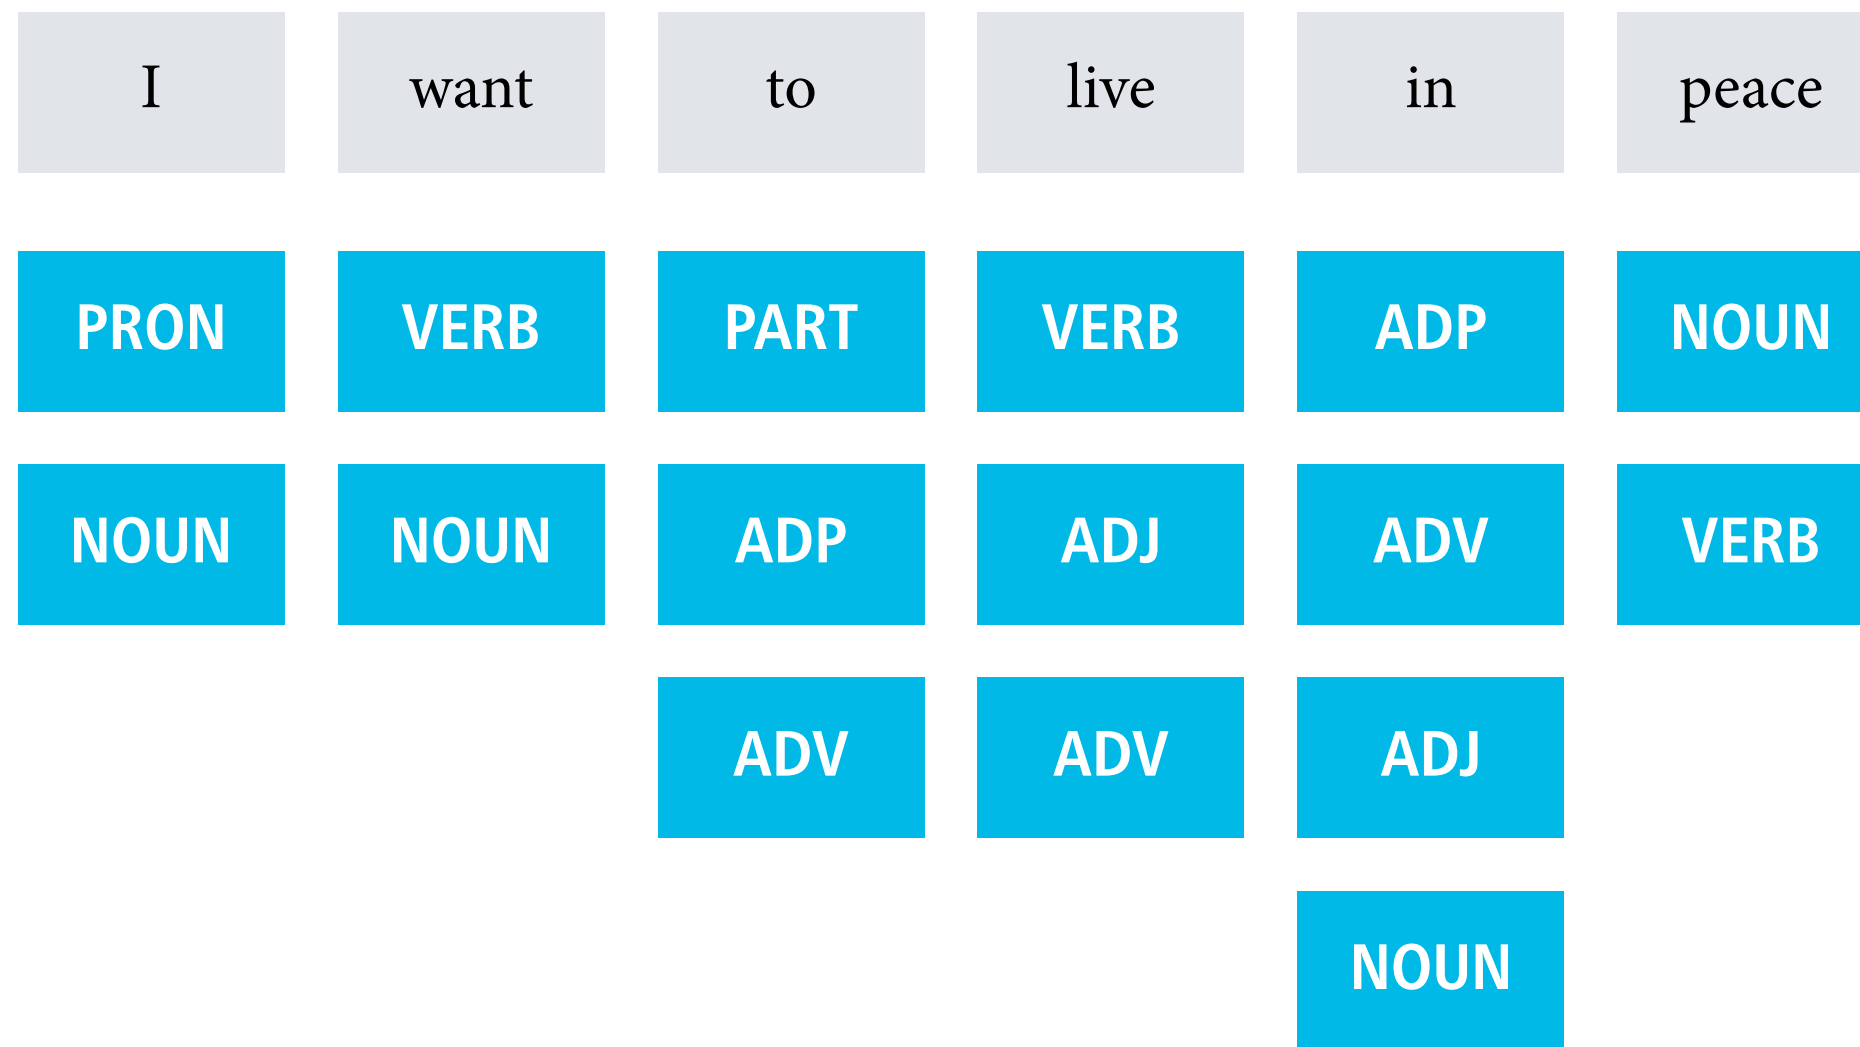 I want to live in peace
PRON VERB PART VERB ADP NOUN
NOUN NOUN ADP ADJ ADV VERB
ADV ADV ADJ
NOUN